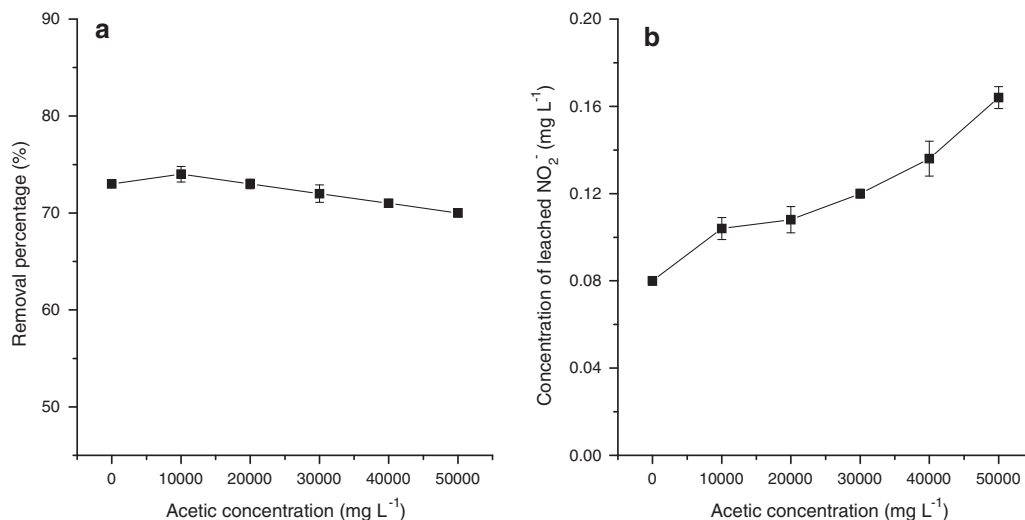 a
90
80
70
60
50
Removal percentage (%)
0 10000 20000 30000 40000 50000
Acetic concentration (mg L⁻¹)
b
0.20
0.16
0.12
0.08
0.04
0.00
Concentration of leached NO₂⁻ (mg L⁻¹)
0 10000 20000 30000 40000 50000
Acetic concentration (mg L⁻¹)